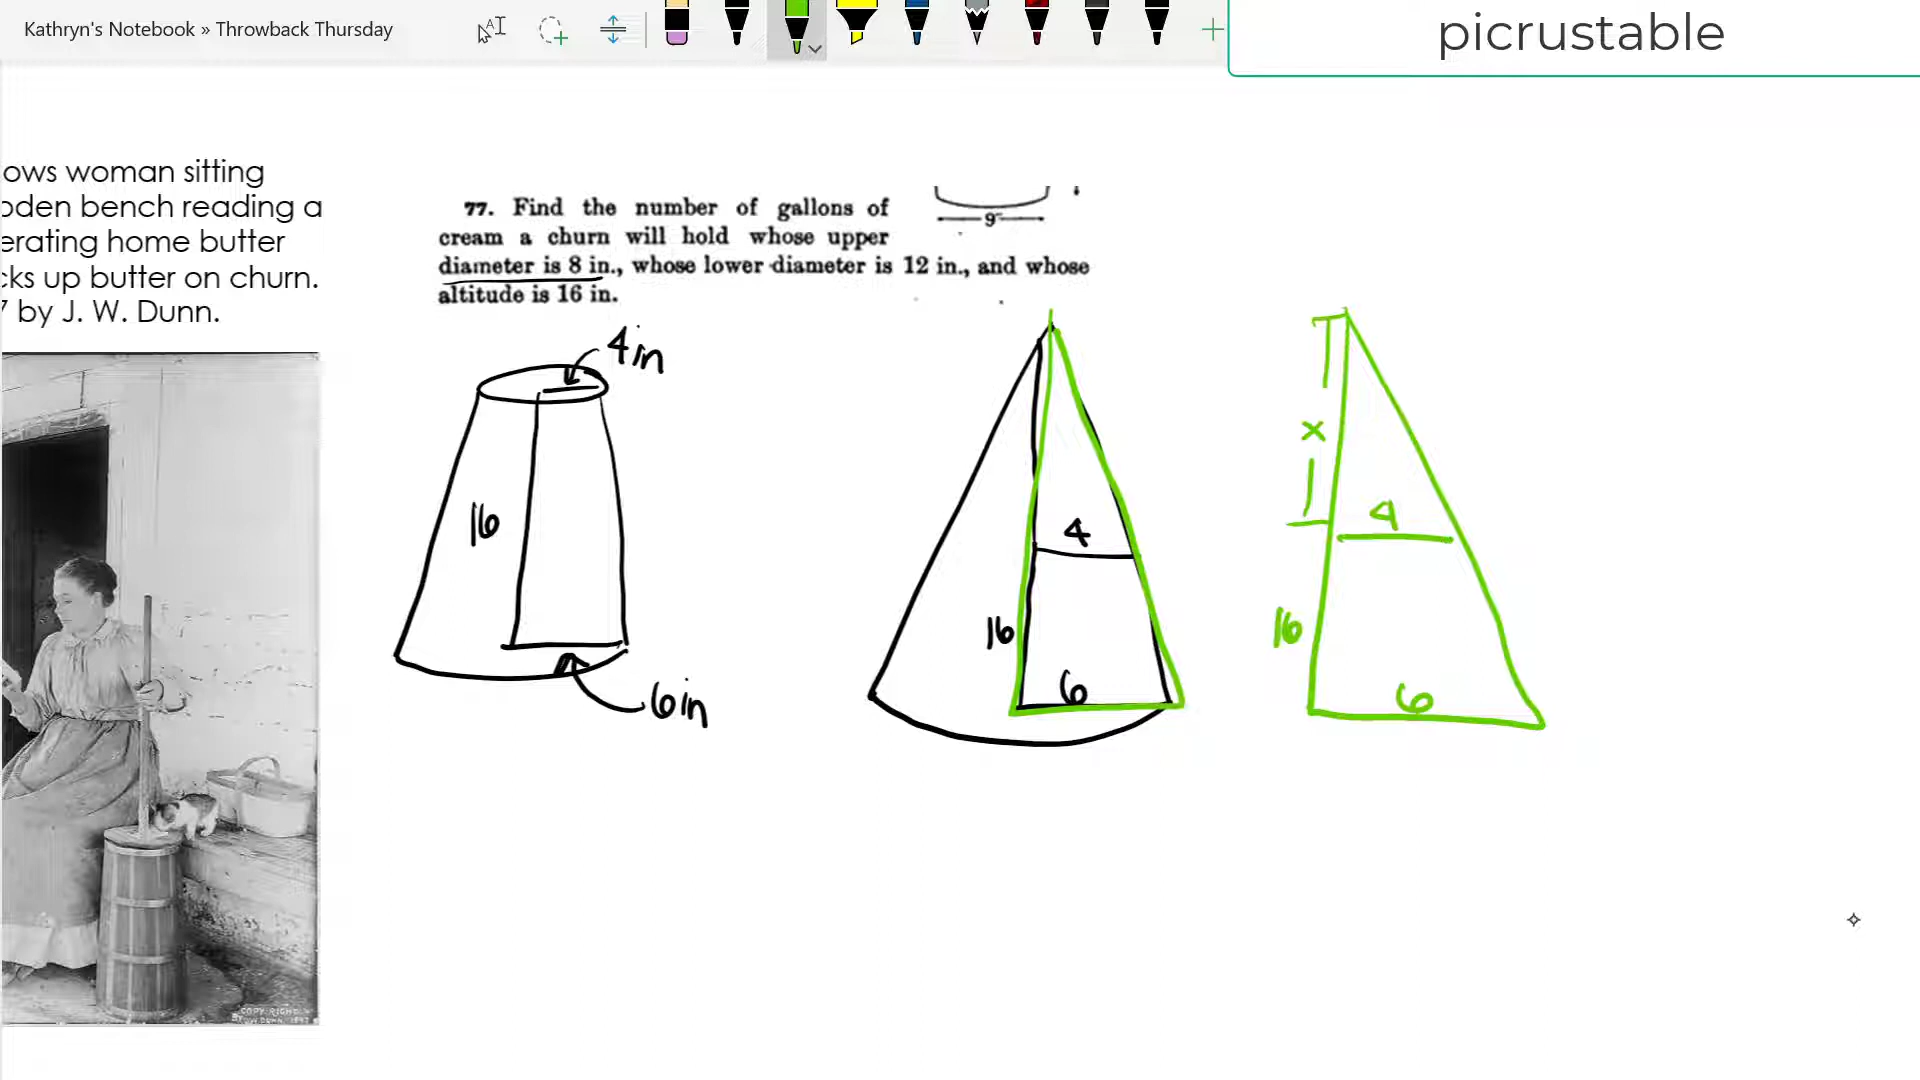 Kathryn's Notebook » Throwback Thursday
picrustable
ows woman sitting
oden bench reading a
erating home butter
cks up butter on churn.
7 by J. W. Dunn.
9"
77. Find the number of gallons of
cream a churn will hold whose upper
diameter is 8 in., whose lower diameter is 12 in., and whose
altitude is 16 in.
4in
16
6in
4
16
6
x
4
16
6